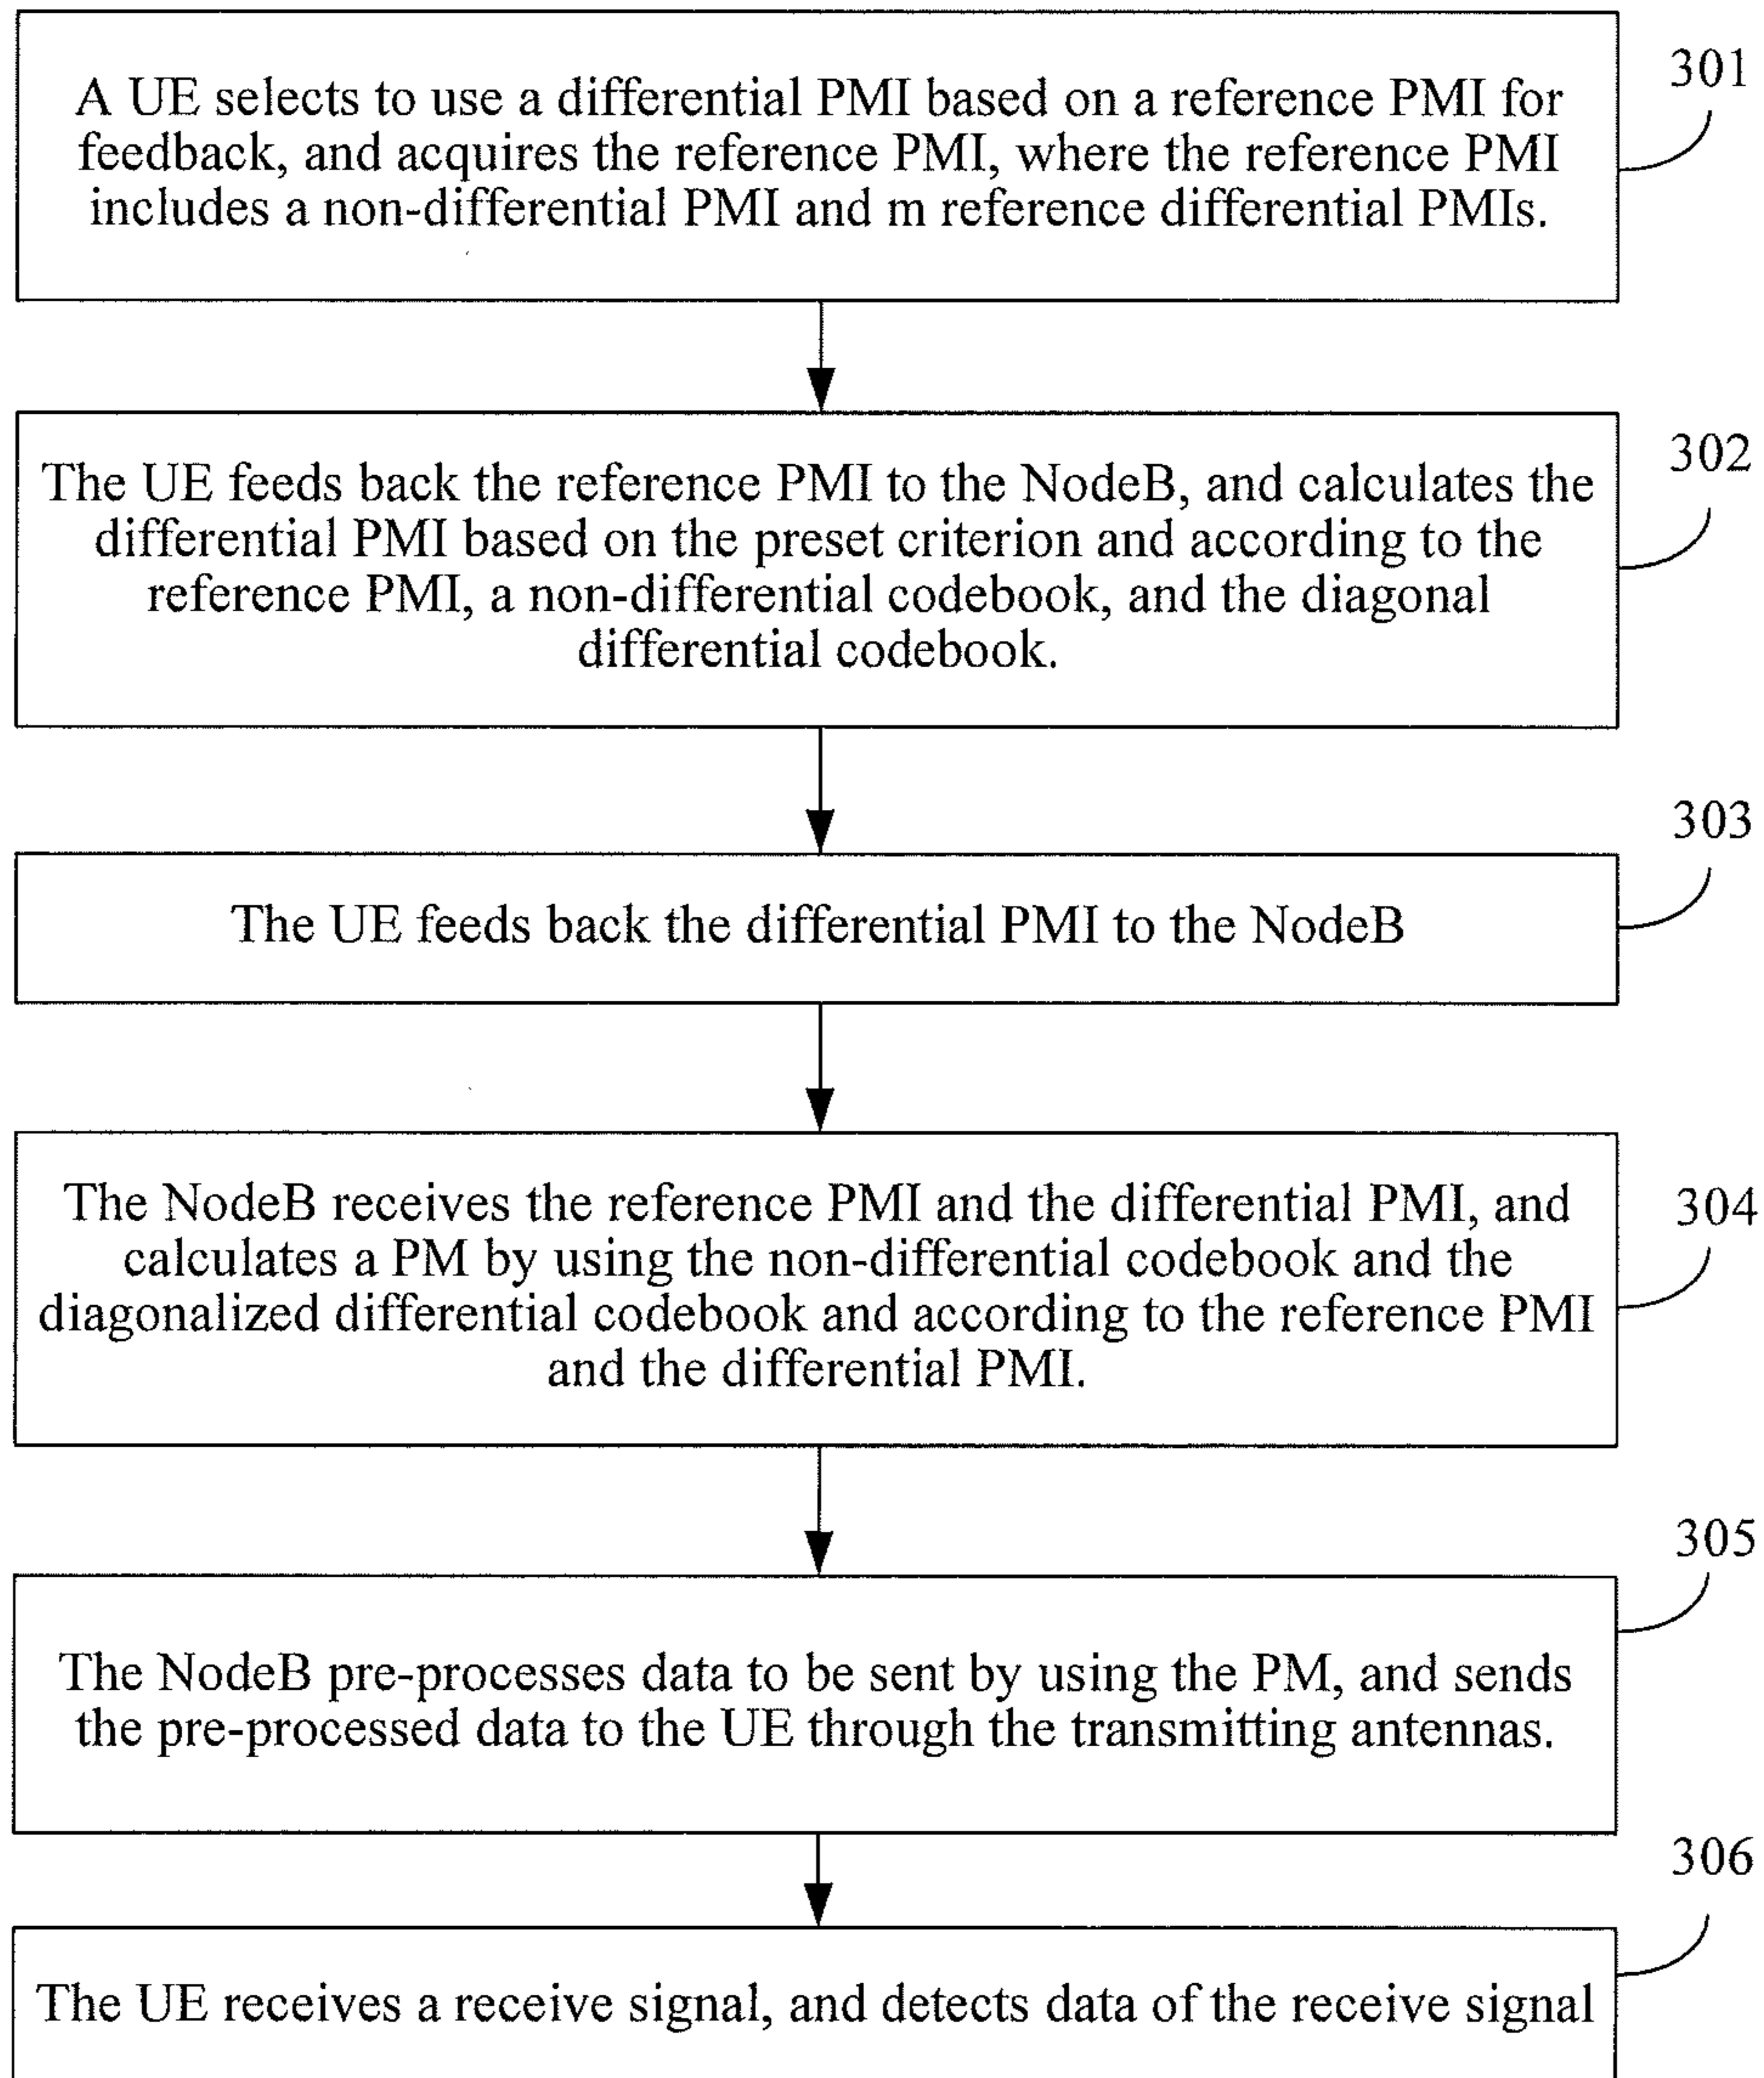 301
A UE selects to use a differential PMI based on a reference PMI for
feedback, and acquires the reference PMI, where the reference PMI
includes a non-differential PMI and m reference differential PMIs.
302
The UE feeds back the reference PMI to the NodeB, and calculates the
differential PMI based on the preset criterion and according to the
reference PMI, a non-differential codebook, and the diagonal
differential codebook.
303
The UE feeds back the differential PMI to the NodeB
304
The NodeB receives the reference PMI and the differential PMI, and
calculates a PM by using the non-differential codebook and the
diagonalized differential codebook and according to the reference PMI
and the differential PMI.
305
The NodeB pre-processes data to be sent by using the PM, and sends
the pre-processed data to the UE through the transmitting antennas.
306
The UE receives a receive signal, and detects data of the receive signal